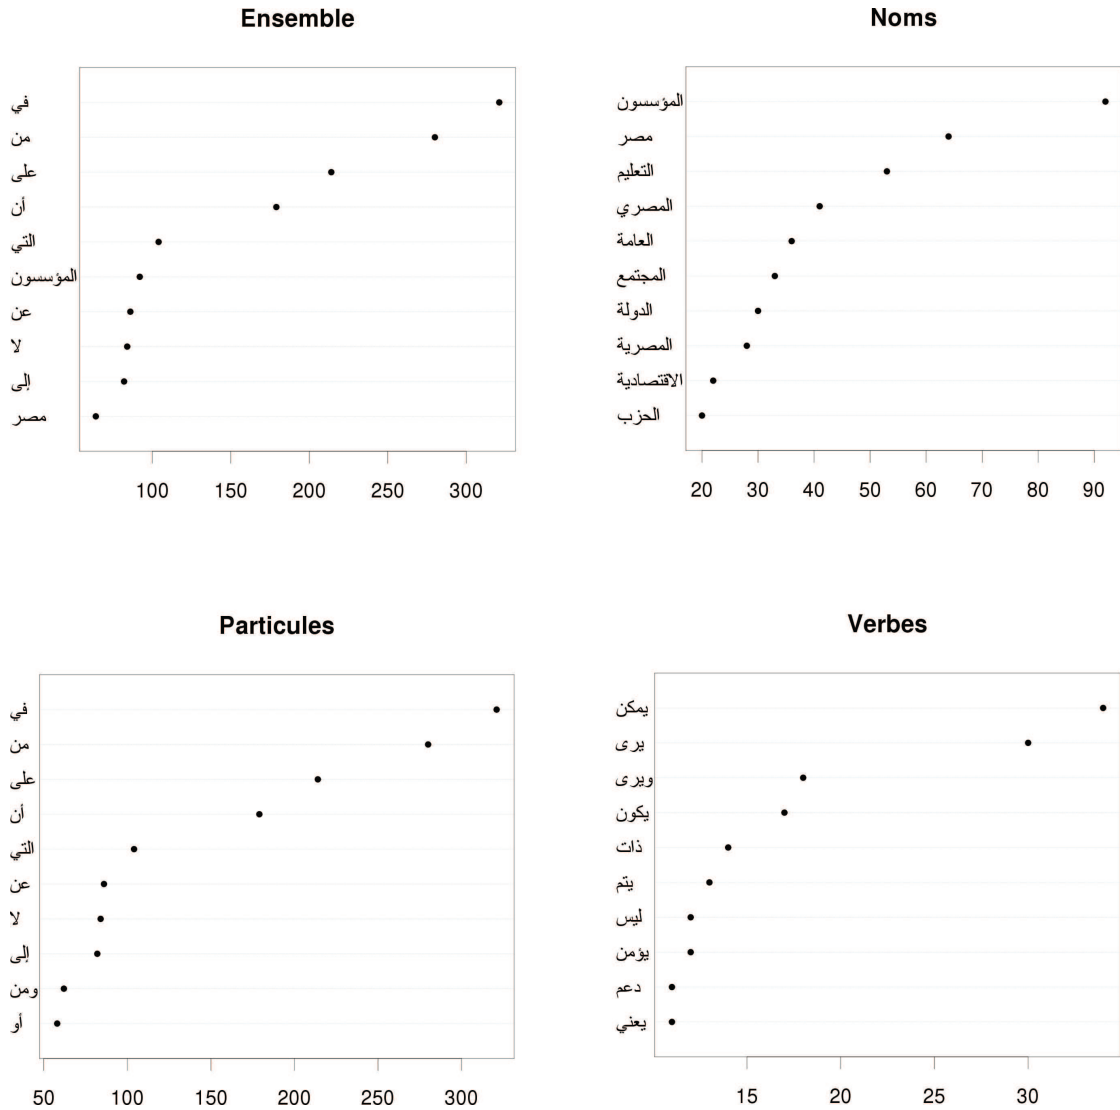 Ensemble
في
من
على
أن
التي
المؤسسون
عن
لا
إلى
مصر
100 150 200 250 300
Noms
المؤسسون
مصر
التعليم
المصري
العامة
المجتمع
الدولة
المصرية
الاقتصادية
الحزب
20 30 40 50 60 70 80 90
Particules
في
من
على
أن
التي
عن
لا
إلى
ومن
أو
50 100 150 200 250 300
Verbes
يمكن
يرى
ويرى
يكون
ذات
يتم
ليس
يؤمن
دعم
يعني
15 20 25 30